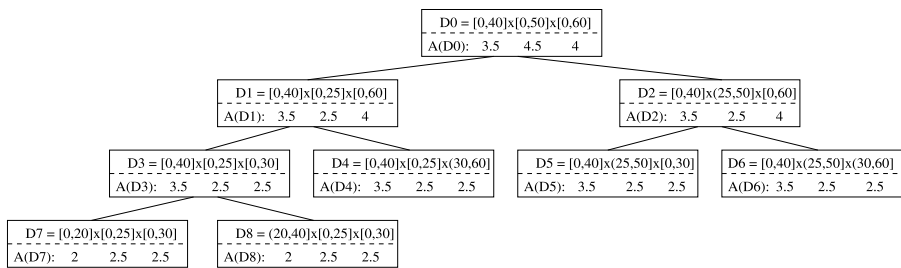 D0 = [0,40]x[0,50]x[0,60]
A(D0): 3.5 4.5 4
D1 = [0,40]x[0,25]x[0,60]
A(D1): 3.5 2.5 4
D2 = [0,40]x(25,50]x[0,60]
A(D2): 3.5 2.5 4
D3 = [0,40]x[0,25]x[0,30]
A(D3): 3.5 2.5 2.5
D4 = [0,40]x[0,25]x(30,60]
A(D4): 3.5 2.5 2.5
D5 = [0,40]x(25,50]x[0,30]
A(D5): 3.5 2.5 2.5
D6 = [0,40]x(25,50]x(30,60]
A(D6): 3.5 2.5 2.5
D7 = [0,20]x[0,25]x[0,30]
A(D7): 2 2.5 2.5
D8 = (20,40]x[0,25]x[0,30]
A(D8): 2 2.5 2.5